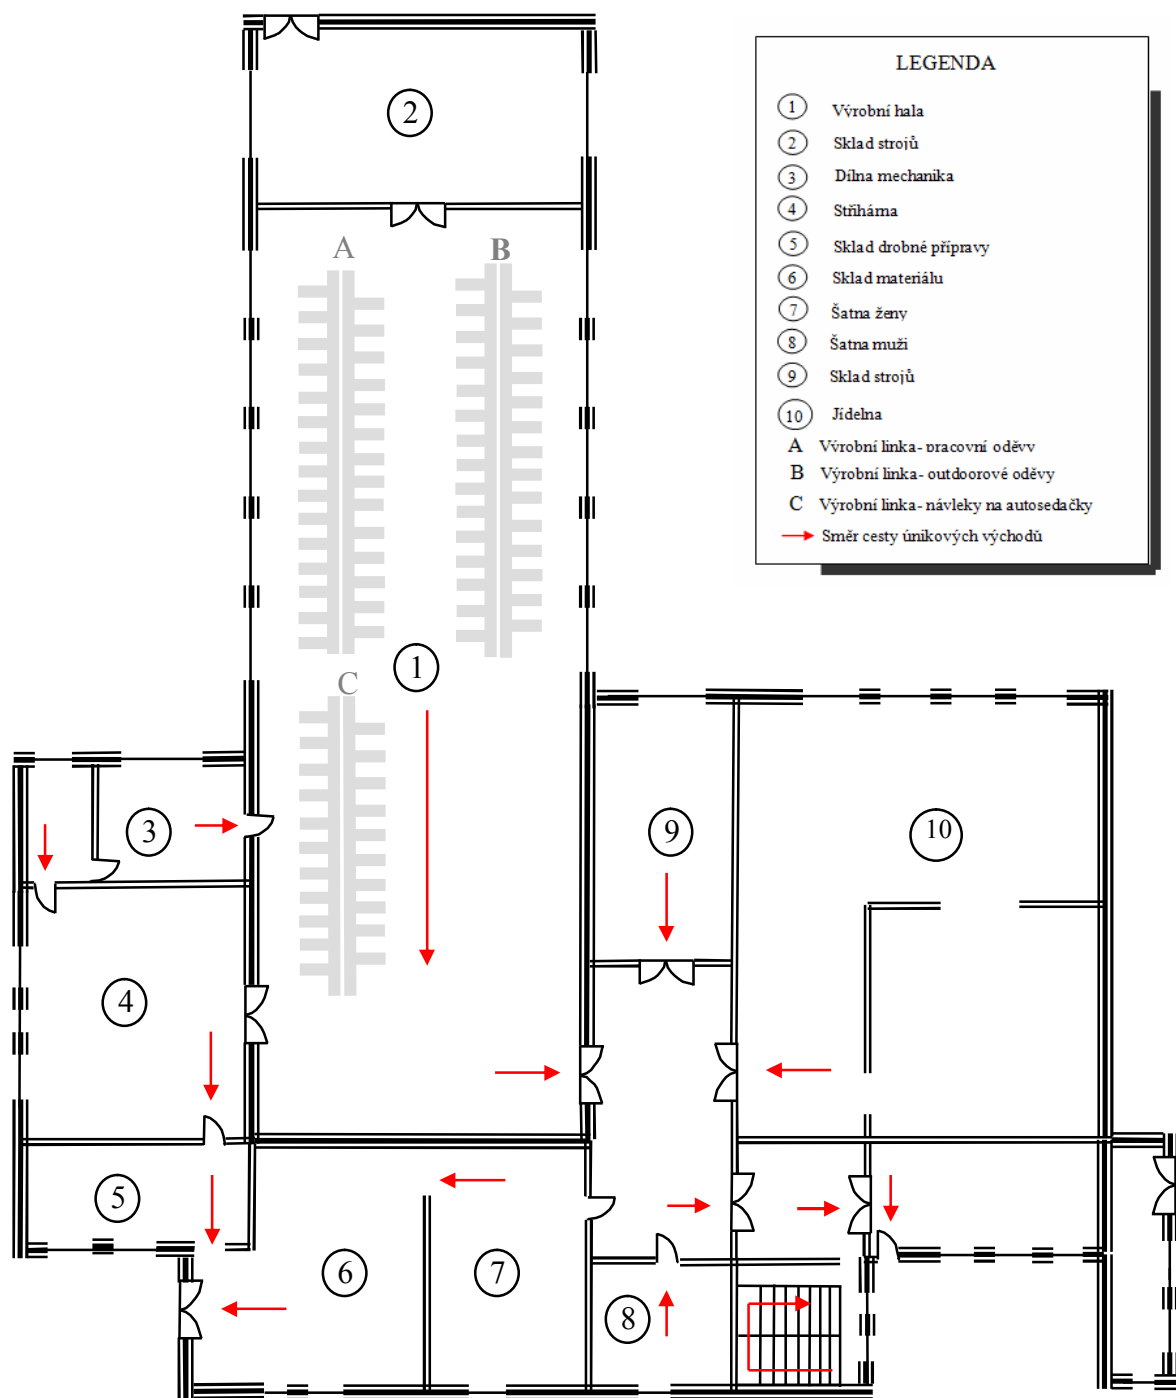 LEGENDA
1 Výrobní hala
2 Sklad strojů
3 Dílna mechanika
4 Střihárna
5 Sklad drobné přípravy
6 Sklad materiálu
7 Šatna ženy
8 Šatna muži
9 Sklad strojů
10 Jídelna
A Výrobní linka- pracovní oděvy
B Výrobní linka- outdoorové oděvy
C Výrobní linka- návleky na autosedačky
Směr cesty únikových východů
2
A
B
1
C
3
9
10
4
5
6
7
8